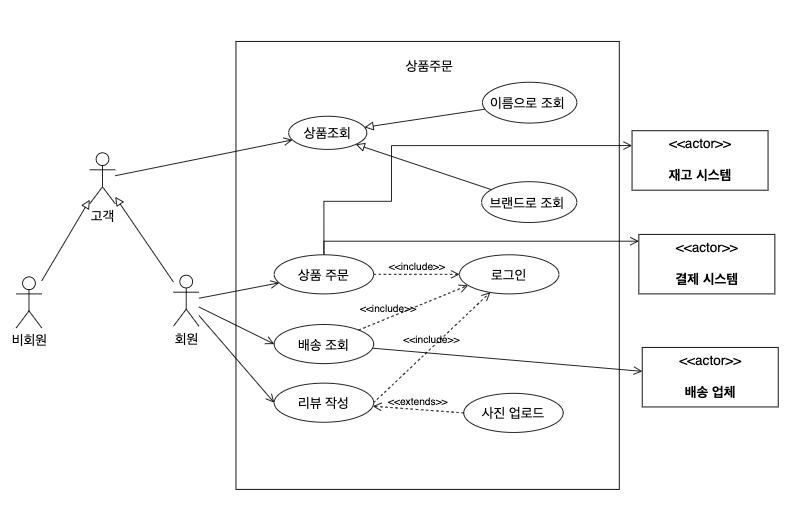 상품주문
이름으로 조회
상품조회
<<actor>>
재고 시스템
고객
브랜드로 조회
<<actor>>
결제 시스템
상품 주문
<<include>>
로그인
<<include>>
비회원
회원
배송 조회
<<include>>
<<actor>>
배송 업체
리뷰 작성
<<extends>>
사진 업로드